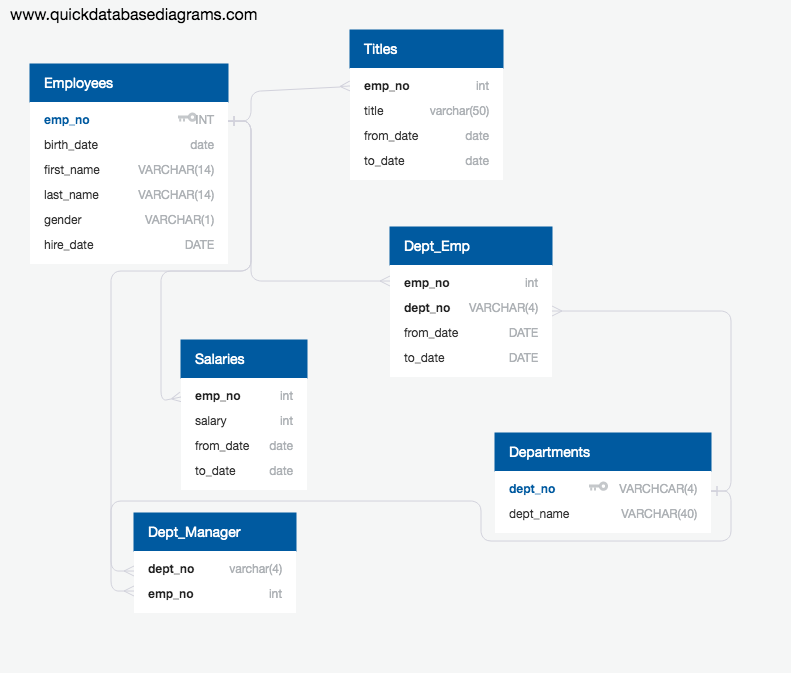 www.quickdatabasediagrams.com
Titles
emp_no int
title varchar(50)
from_date date
to_date date
Employees
emp_no INT
birth_date date
first_name VARCHAR(14)
last_name VARCHAR(14)
gender VARCHAR(1)
hire_date DATE
Dept_Emp
emp_no int
dept_no VARCHAR(4)
from_date DATE
to_date DATE
Salaries
emp_no int
salary int
from_date date
to_date date
Departments
dept_no VARCHCAR(4)
dept_name VARCHAR(40)
Dept_Manager
dept_no varchar(4)
emp_no int